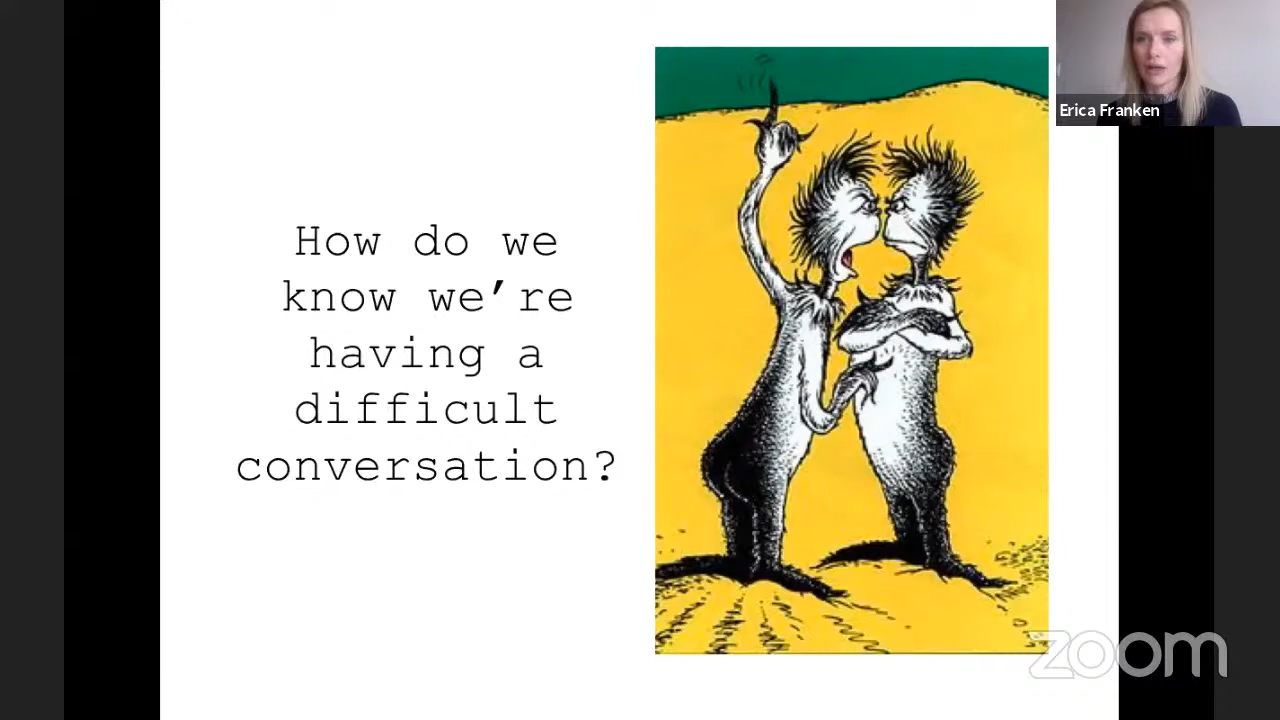 How do we
know we’re
having a
difficult
conversation?
Erica Franken
zoom